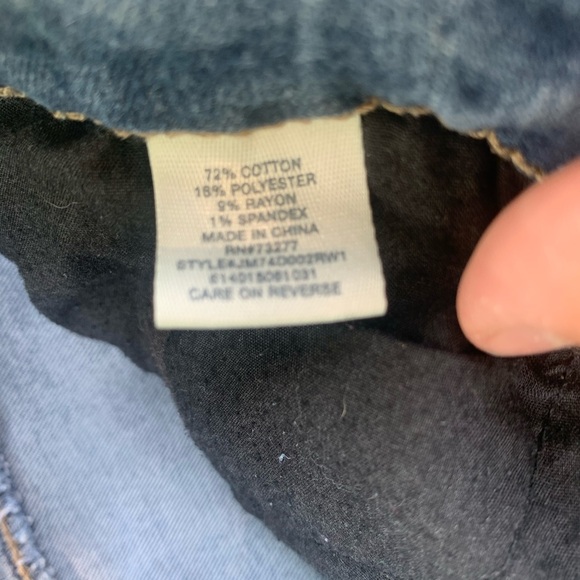 72% COTTON
18% POLYESTER
9% RAYON
1% SPANDEX
MADE IN CHINA
RN#73277
STYLE#JM74D002RW1
614015061031
CARE ON REVERSE